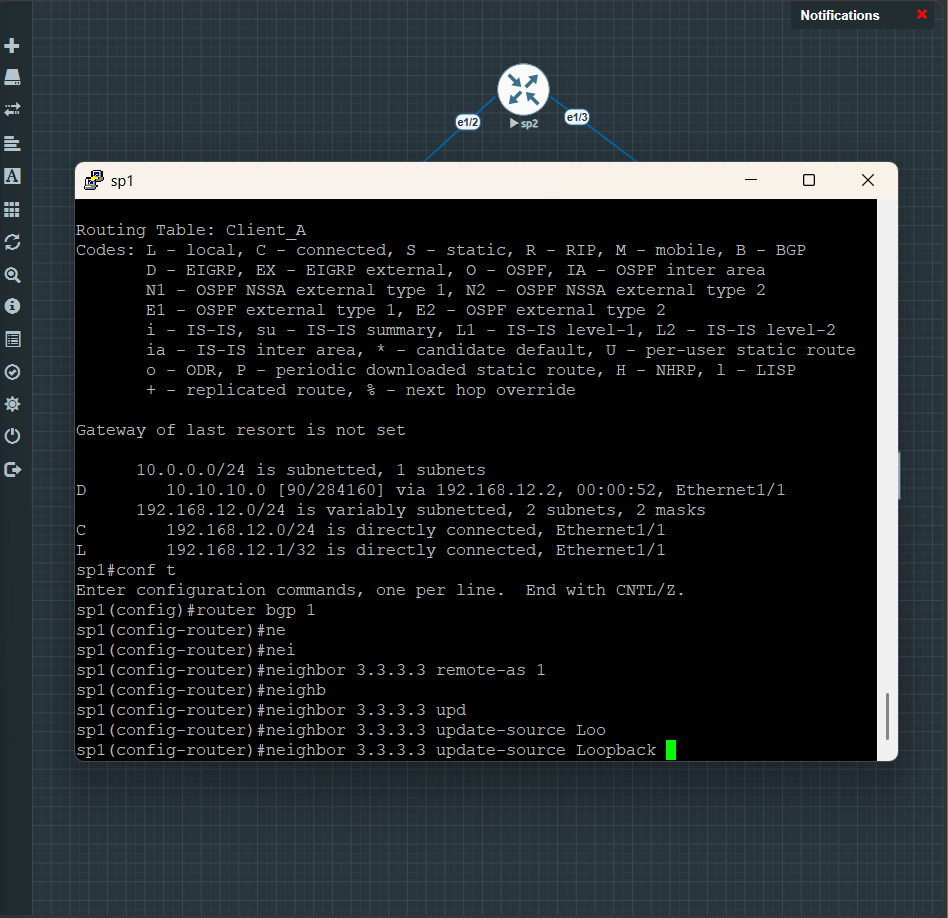 Notifications
e1/2
e1/3
sp2
sp1
Routing Table: Client_A
Codes: L - local, C - connected, S - static, R - RIP, M - mobile, B - BGP
       D - EIGRP, EX - EIGRP external, O - OSPF, IA - OSPF inter area
       N1 - OSPF NSSA external type 1, N2 - OSPF NSSA external type 2
       E1 - OSPF external type 1, E2 - OSPF external type 2
       i - IS-IS, su - IS-IS summary, L1 - IS-IS level-1, L2 - IS-IS level-2
       ia - IS-IS inter area, * - candidate default, U - per-user static route
       o - ODR, P - periodic downloaded static route, H - NHRP, l - LISP
       + - replicated route, % - next hop override
Gateway of last resort is not set
      10.0.0.0/24 is subnetted, 1 subnets
D        10.10.10.0 [90/284160] via 192.168.12.2, 00:00:52, Ethernet1/1
      192.168.12.0/24 is variably subnetted, 2 subnets, 2 masks
C        192.168.12.0/24 is directly connected, Ethernet1/1
L        192.168.12.1/32 is directly connected, Ethernet1/1
sp1#conf t
Enter configuration commands, one per line.  End with CNTL/Z.
sp1(config)#router bgp 1
sp1(config-router)#ne
sp1(config-router)#nei
sp1(config-router)#neighbor 3.3.3.3 remote-as 1
sp1(config-router)#neighb
sp1(config-router)#neighbor 3.3.3.3 upd
sp1(config-router)#neighbor 3.3.3.3 update-source Loo
sp1(config-router)#neighbor 3.3.3.3 update-source Loopback